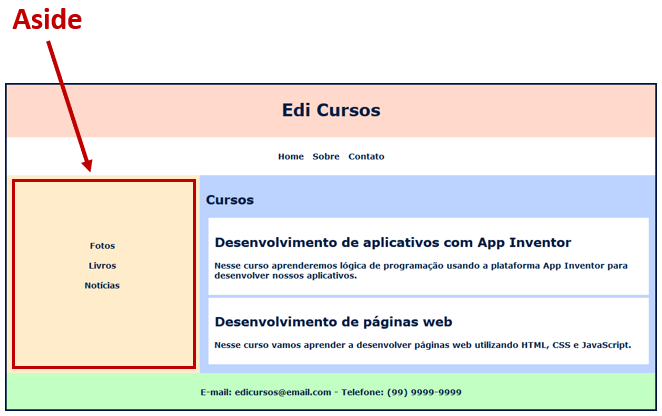 Aside
Edi Cursos
Home Sobre Contato
Fotos
Livros
Notícias
Cursos
Desenvolvimento de aplicativos com App Inventor
Nesse curso aprenderemos lógica de programação usando a plataforma App Inventor para
desenvolver nossos aplicativos.
Desenvolvimento de páginas web
Nesse curso vamos aprender a desenvolver páginas web utilizando HTML, CSS e JavaScript.
E-mail: edicursos@email.com - Telefone: (99) 9999-9999